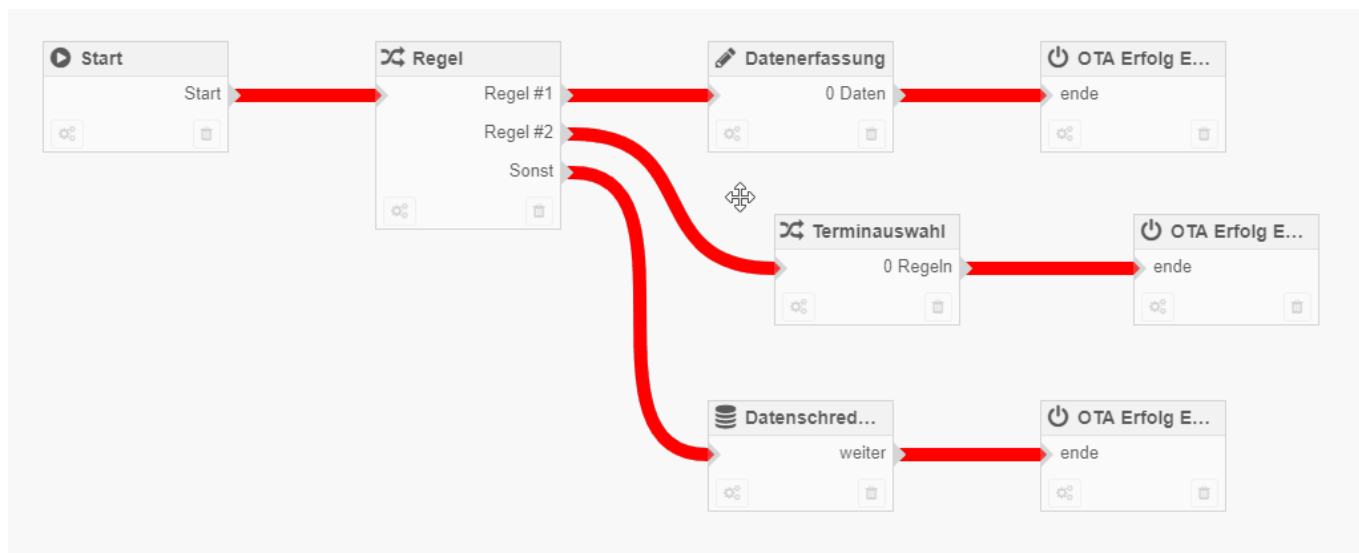 Start
Start
Regel
Regel #1
Regel #2
Sonst
Datenerfassung
0 Daten
OTA Erfolg E...
ende
Terminauswahl
0 Regeln
OTA Erfolg E...
ende
Datenschred...
weiter
OTA Erfolg E...
ende